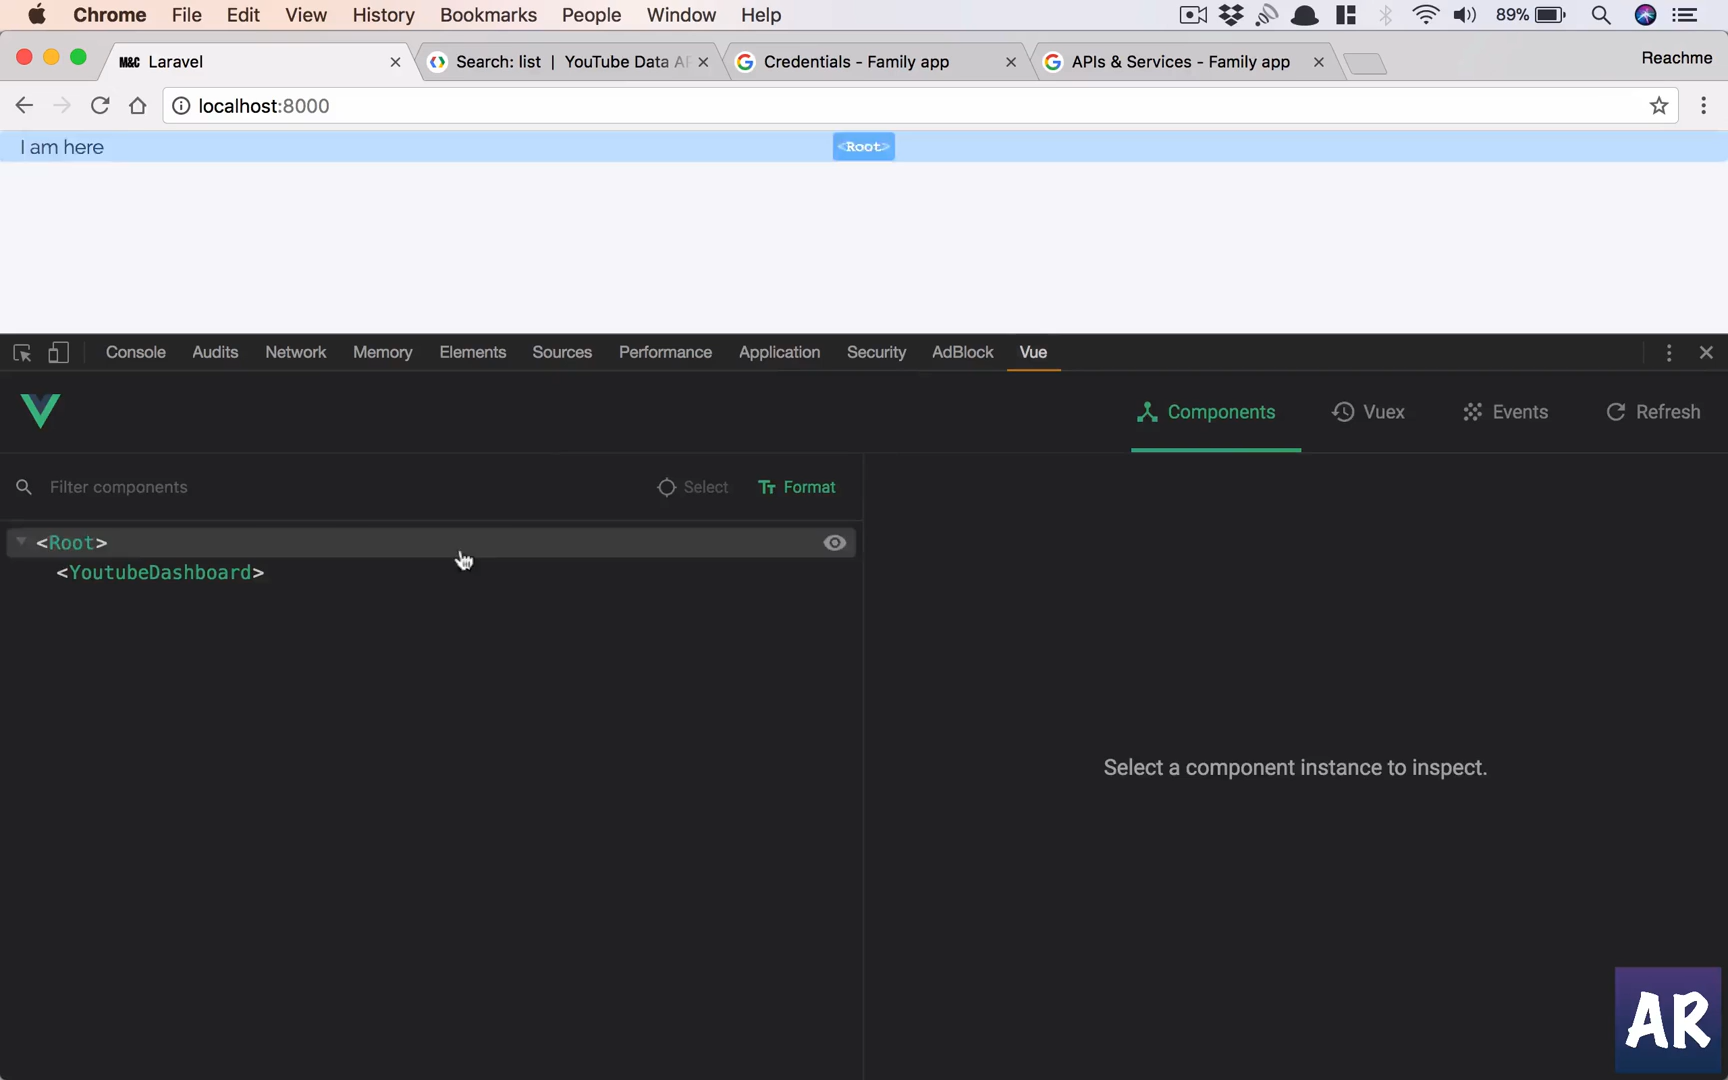 Chrome File Edit View History Bookmarks People Window Help 89%
M&C Laravel Search: list | YouTube Data AP Credentials - Family app APIs & Services - Family app Reachme
localhost:8000
I am here <Root>
Console Audits Network Memory Elements Sources Performance Application Security AdBlock Vue
Components Vuex Events Refresh
Filter components Select Format
<Root>
<YoutubeDashboard>
Select a component instance to inspect.
AR